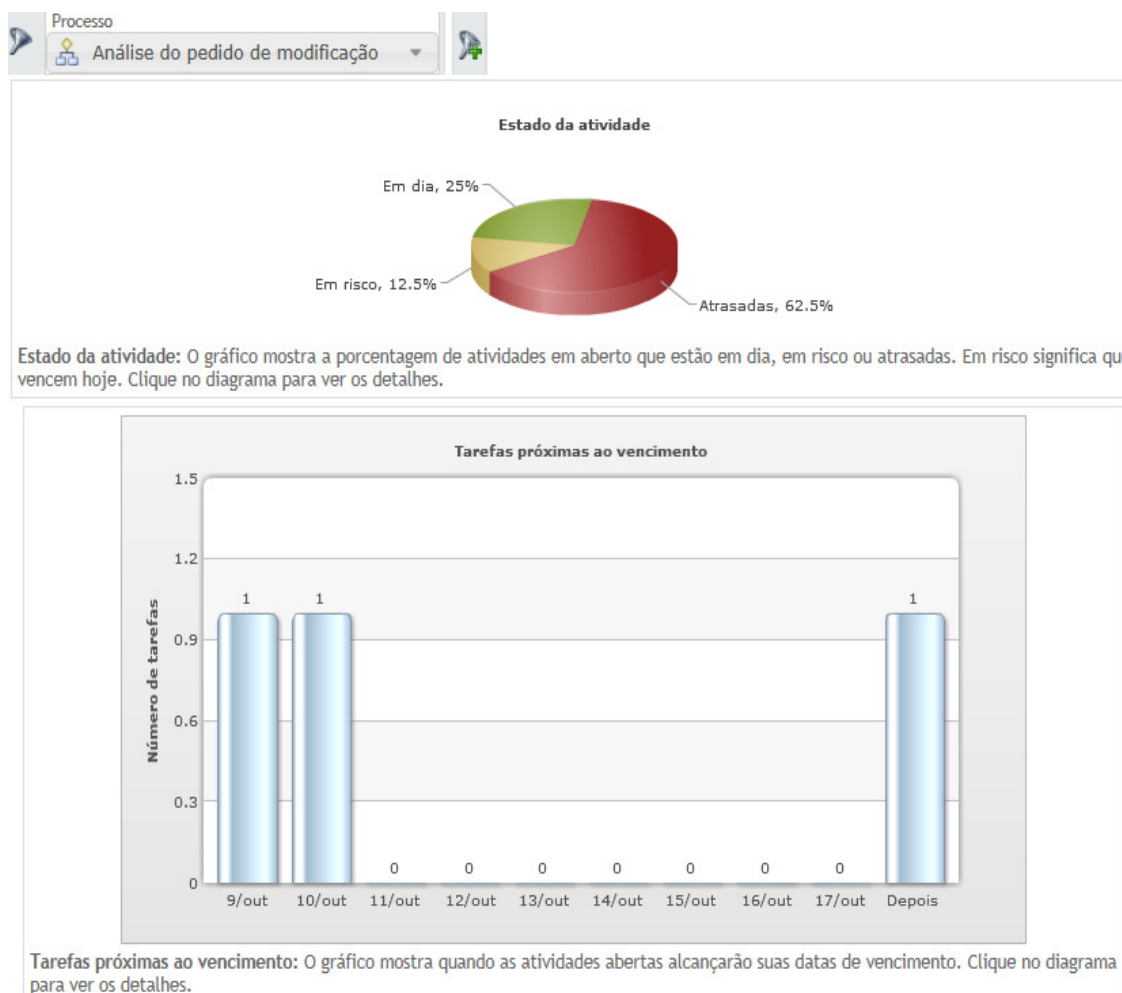 Processo
Análise do pedido de modificação
Estado da atividade
Em dia, 25%
Em risco, 12.5%
Atrasadas, 62.5%
Estado da atividade: O gráfico mostra a porcentagem de atividades em aberto que estão em dia, em risco ou atrasadas. Em risco significa
vencem hoje. Clique no diagrama para ver os detalhes.
Tarefas próximas ao vencimento
Número de tarefas
1.5
1.2
0.9
0.6
0.3
0
1 1 0 0 0 0 0 0 0 1
9/out 10/out 11/out 12/out 13/out 14/out 15/out 16/out 17/out Depois
Tarefas próximas ao vencimento: O gráfico mostra quando as atividades abertas alcançarão suas datas de vencimento. Clique no diagrama
para ver os detalhes.